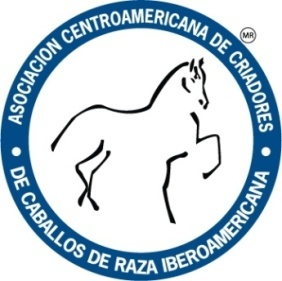 ASOCIACION CENTROAMERICANA DE CRIADORES
MR
• DE CABALLOS DE RAZA IBEROAMERICANA •